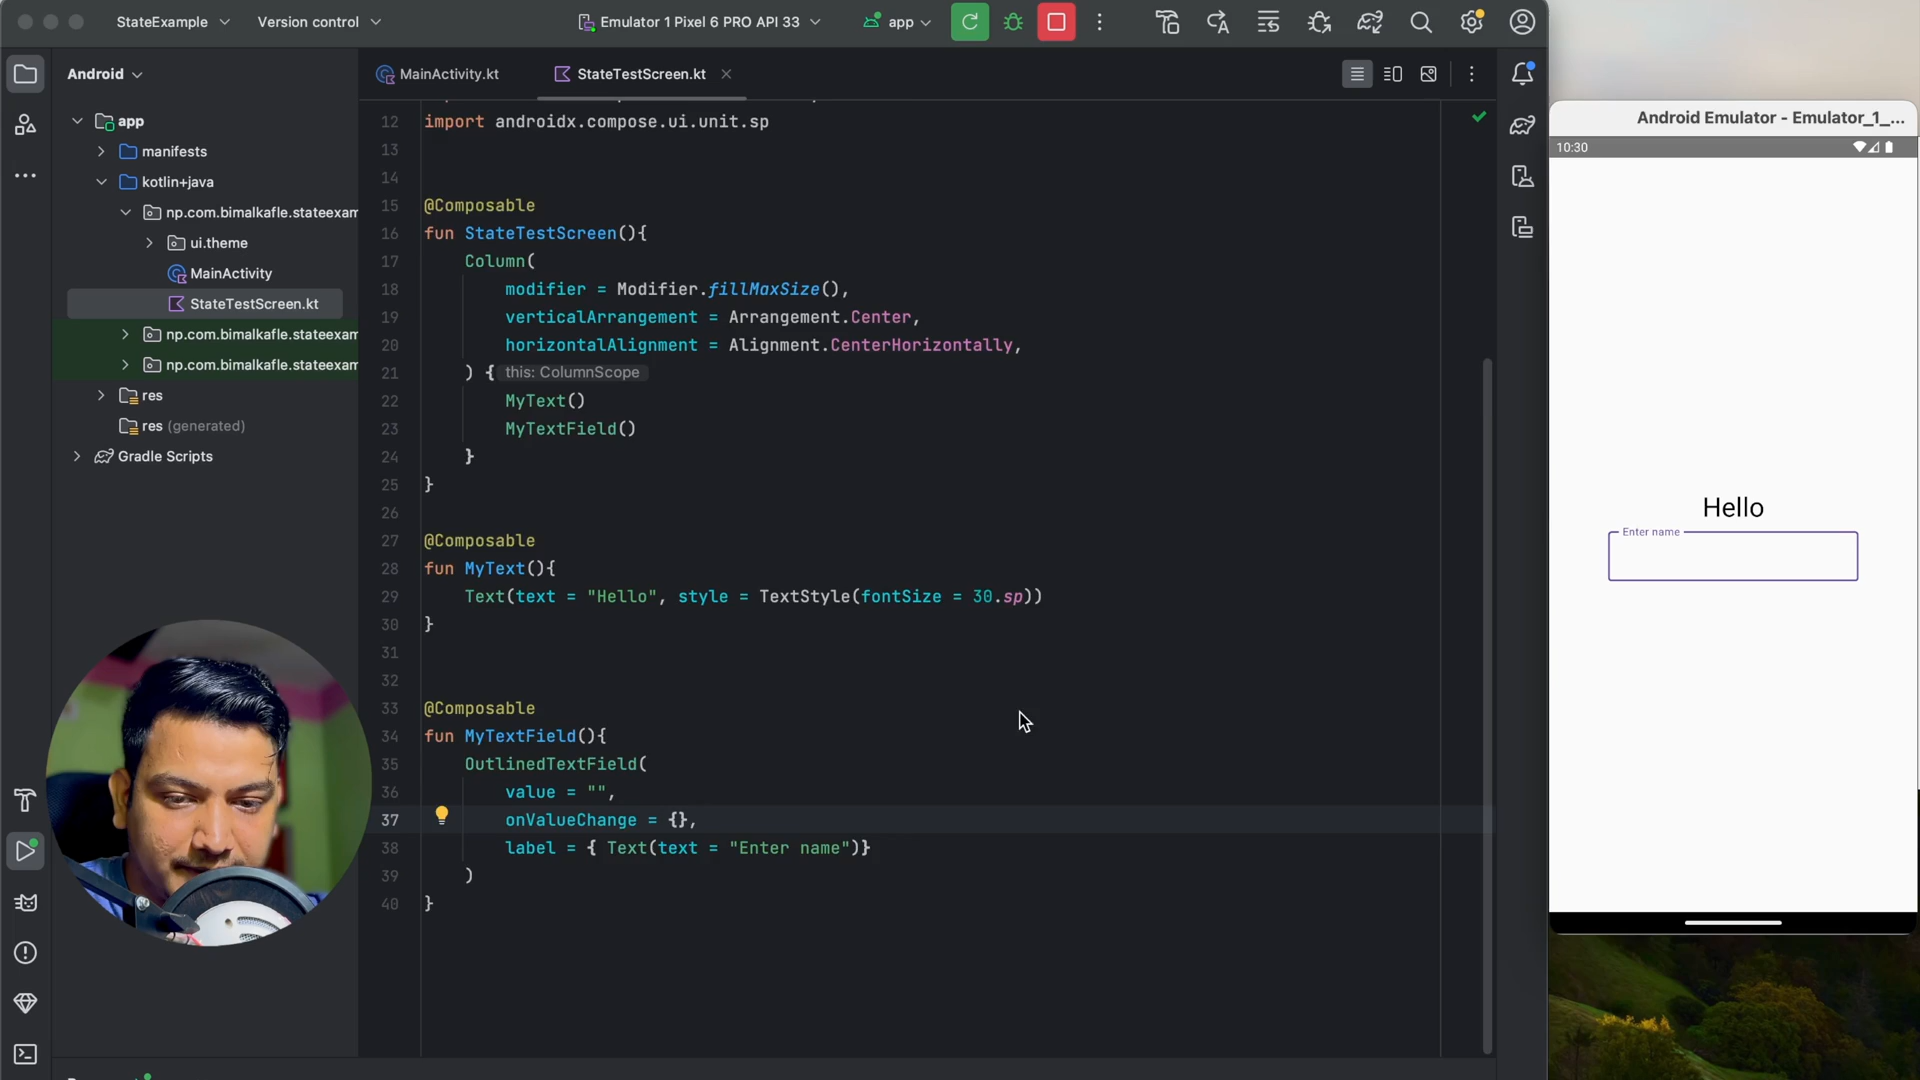 StateExample
Version control
Emulator 1 Pixel 6 PRO API 33
app
Android
MainActivity.kt
StateTestScreen.kt
app
manifests
kotlin+java
np.com.bimalkafle.stateexam
ui.theme
MainActivity
StateTestScreen.kt
np.com.bimalkafle.stateexam
np.com.bimalkafle.stateexam
res
res (generated)
Gradle Scripts
12 import androidx.compose.ui.unit.sp
13
14
15 @Composable
16 fun StateTestScreen(){
17 Column(
18 modifier = Modifier.fillMaxSize(),
19 verticalArrangement = Arrangement.Center,
20 horizontalAlignment = Alignment.CenterHorizontally,
21 ) { this: ColumnScope
22 MyText()
23 MyTextField()
24 }
25 }
26
27 @Composable
28 fun MyText(){
29 Text(text = "Hello", style = TextStyle(fontSize = 30.sp))
30 }
31
32
33 @Composable
34 fun MyTextField(){
35 OutlinedTextField(
36 value = "",
37 onValueChange = {},
38 label = { Text(text = "Enter name")}
39 )
40 }
Android Emulator - Emulator_1_...
10:30
Hello
Enter name